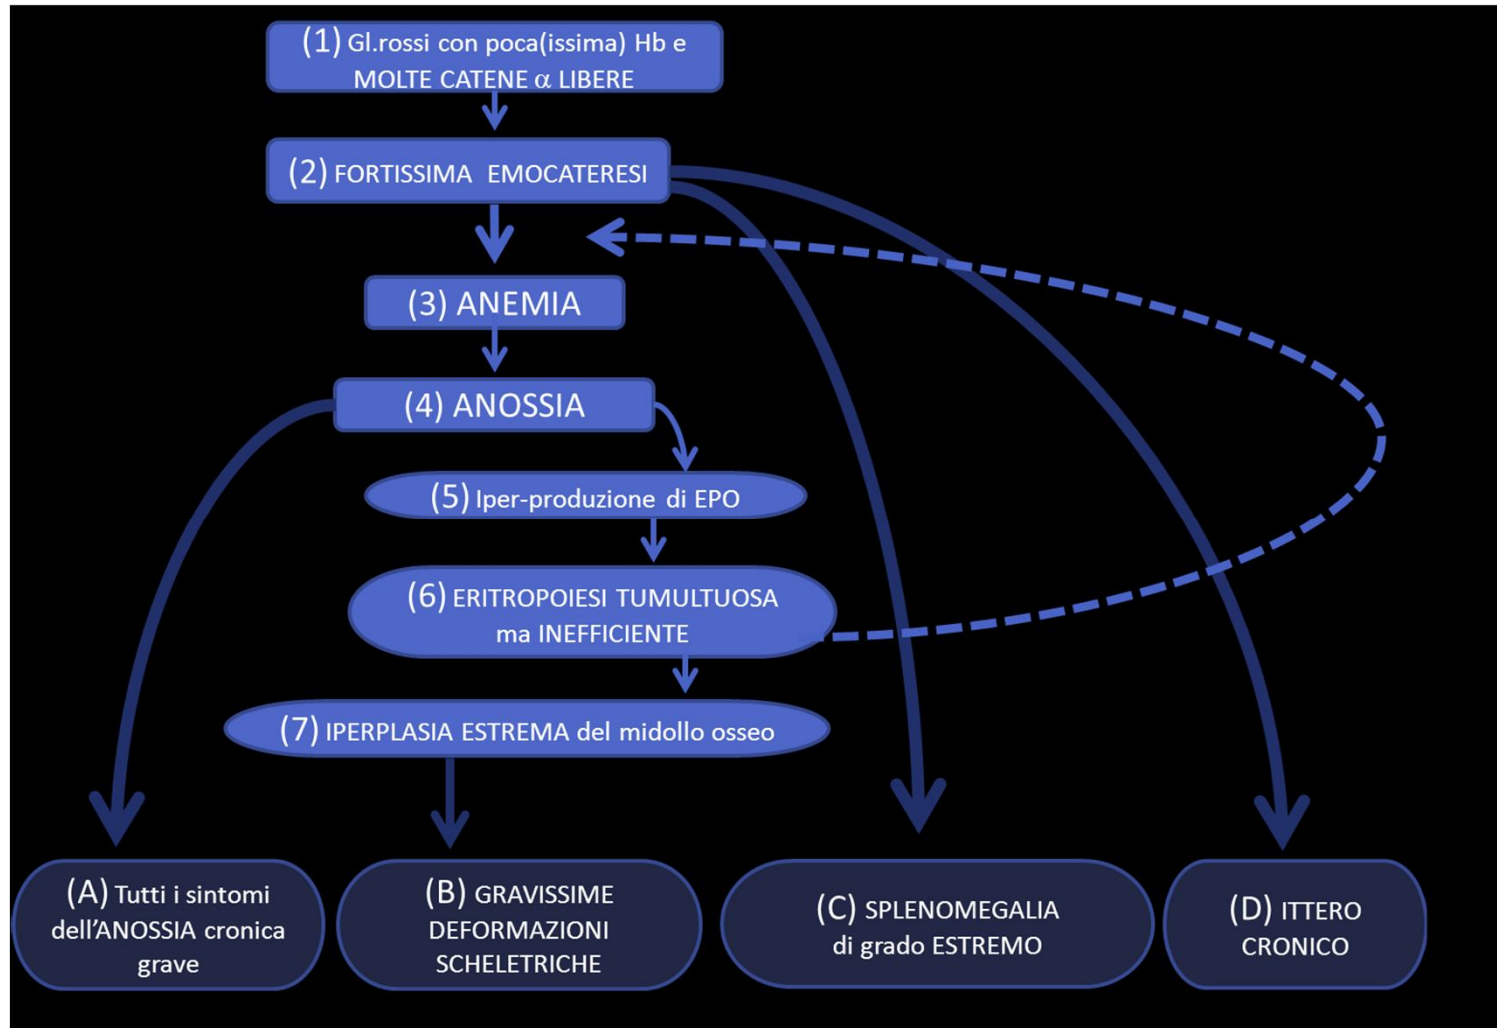 (1) Gl.rossi con poca(issima) Hb e
MOLTE CATENE α LIBERE
(2) FORTISSIMA EMOCATERESI
(3) ANEMIA
(4) ANOSSIA
(5) Iper-produzione di EPO
(6) ERITROPOIESI TUMULTUOSA
ma INEFFICIENTE
(7) IPERPLASIA ESTREMA del midollo osseo
(A) Tutti i sintomi
dell'ANOSSIA cronica
grave
(B) GRAVISSIME
DEFORMAZIONI
SCHELETRICHE
(C) SPLENOMEGALIA
di grado ESTREMO
(D) ITTERO
CRONICO